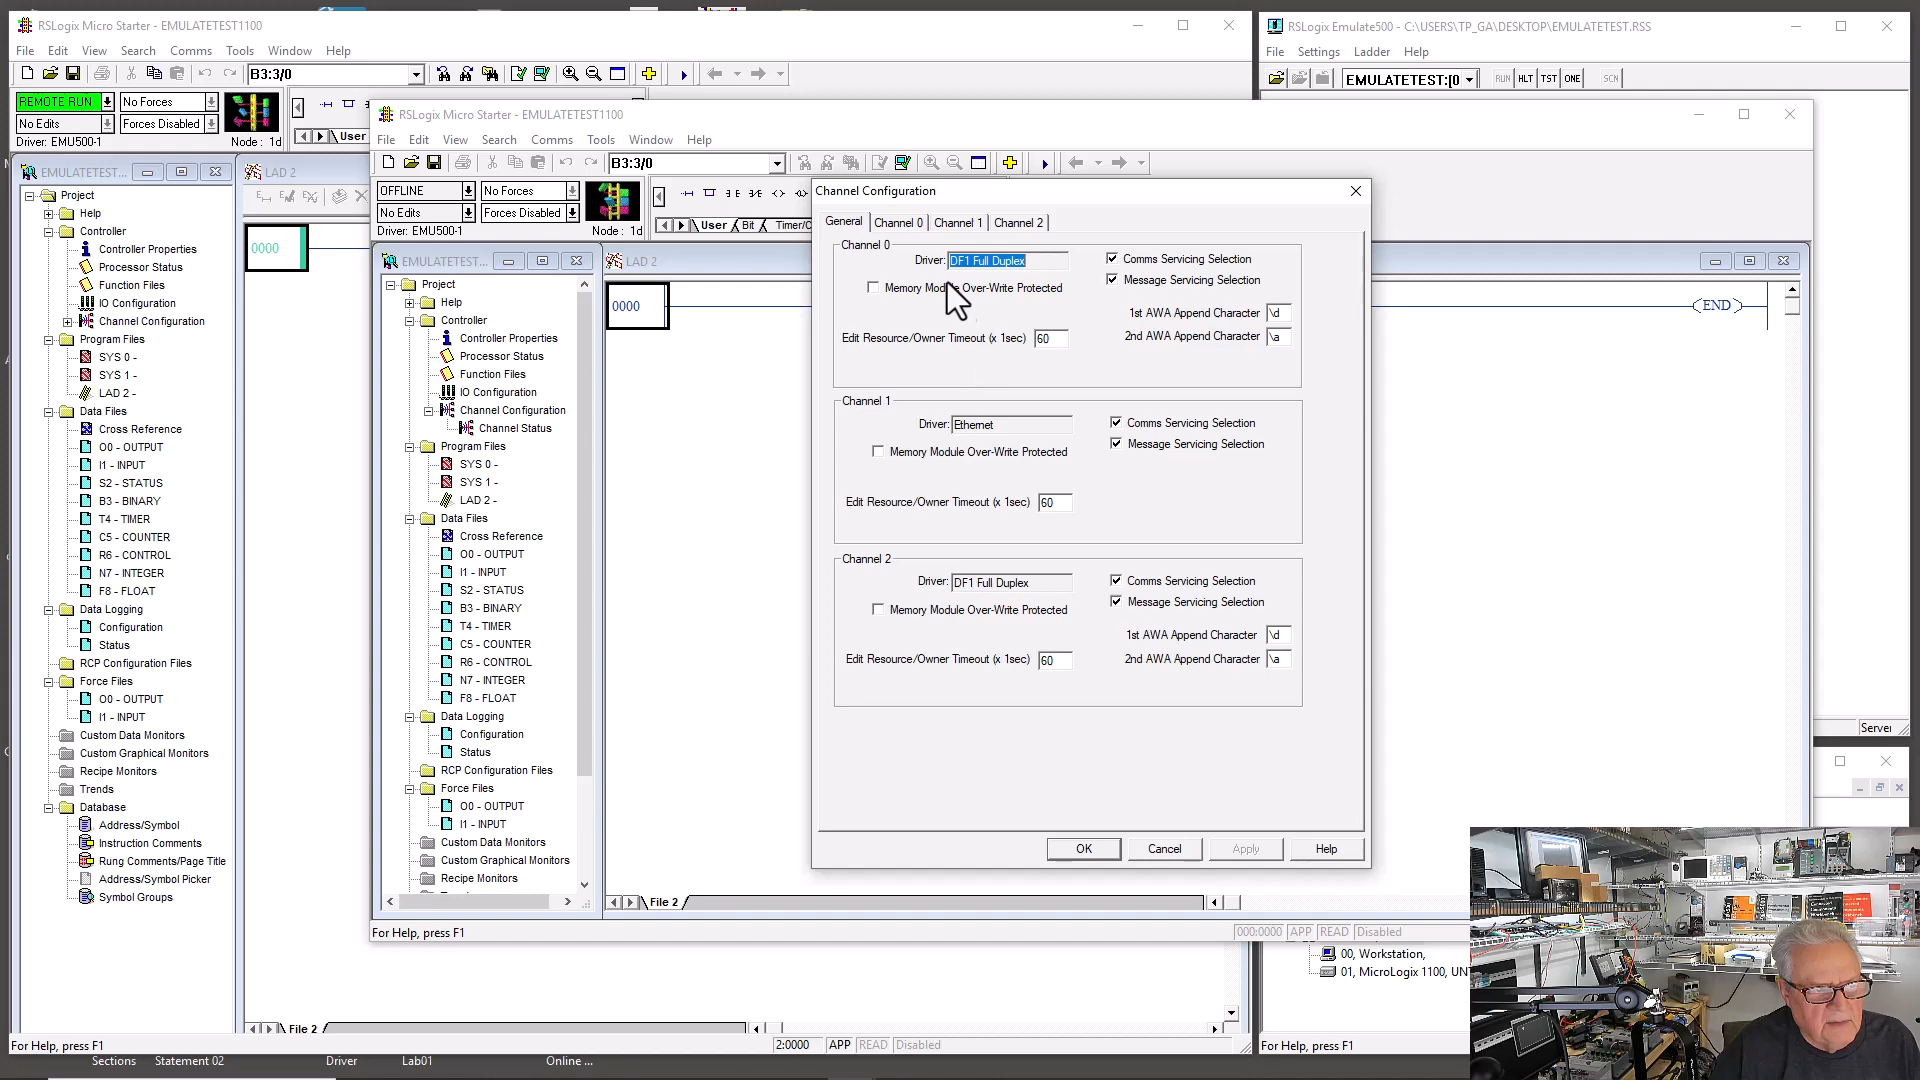 RSLogix Micro Starter - EMULATETEST1100
File Edit View Search Comms Tools Window Help
B3:3/0
REMOTE RUN
No Forces
No Edits
Forces Disabled
Driver: EMU500-1
Node : 1d
User
EMULATETEST...
Project
Help
Controller
Controller Properties
Processor Status
Function Files
IO Configuration
Channel Configuration
Program Files
SYS 0 -
SYS 1 -
LAD 2 -
Data Files
Cross Reference
O0 - OUTPUT
I1 - INPUT
S2 - STATUS
B3 - BINARY
T4 - TIMER
C5 - COUNTER
R6 - CONTROL
N7 - INTEGER
F8 - FLOAT
Data Logging
Configuration
Status
RCP Configuration Files
Force Files
O0 - OUTPUT
I1 - INPUT
Custom Data Monitors
Custom Graphical Monitors
Recipe Monitors
Trends
Database
Address/Symbol
Instruction Comments
Rung Comments/Page Title
Address/Symbol Picker
Symbol Groups
LAD 2
0000
File 2
For Help, press F1
2:0000 APP READ Disabled
Sections Statement 02 Driver Lab01 Online ...
RSLogix Emulate500 - C:\USERS\TP_GA\DESKTOP\EMULATETEST.RSS
File Settings Ladder Help
EMULATETEST:[0
RUN HLT TST ONE SCN
RSLogix Micro Starter - EMULATETEST1100
File Edit View Search Comms Tools Window Help
B3:3/0
OFFLINE
No Forces
No Edits
Forces Disabled
Driver: EMU500-1
Node : 1d
User Bit Timer/C
EMULATETEST...
Project
Help
Controller
Controller Properties
Processor Status
Function Files
IO Configuration
Channel Configuration
Channel Status
Program Files
SYS 0 -
SYS 1 -
LAD 2 -
Data Files
Cross Reference
O0 - OUTPUT
I1 - INPUT
S2 - STATUS
B3 - BINARY
T4 - TIMER
C5 - COUNTER
R6 - CONTROL
N7 - INTEGER
F8 - FLOAT
Data Logging
Configuration
Status
RCP Configuration Files
Force Files
O0 - OUTPUT
I1 - INPUT
Custom Data Monitors
Custom Graphical Monitors
Recipe Monitors
LAD 2
0000
END
File 2
For Help, press F1
000:0000 APP READ Disabled
Channel Configuration
General Channel 0 Channel 1 Channel 2
Channel 0
Driver: DF1 Full Duplex
Comms Servicing Selection
Memory Module Over-Write Protected
Message Servicing Selection
1st AWA Append Character \d
Edit Resource/Owner Timeout (x 1sec) 60
2nd AWA Append Character \a
Channel 1
Driver: Ethernet
Comms Servicing Selection
Memory Module Over-Write Protected
Message Servicing Selection
Edit Resource/Owner Timeout (x 1sec) 60
Channel 2
Driver: DF1 Full Duplex
Comms Servicing Selection
Memory Module Over-Write Protected
Message Servicing Selection
1st AWA Append Character \d
Edit Resource/Owner Timeout (x 1sec) 60
2nd AWA Append Character \a
OK Cancel Apply Help
Server
00, Workstation,
01, MicroLogix 1100, UNT
For Help, press F1